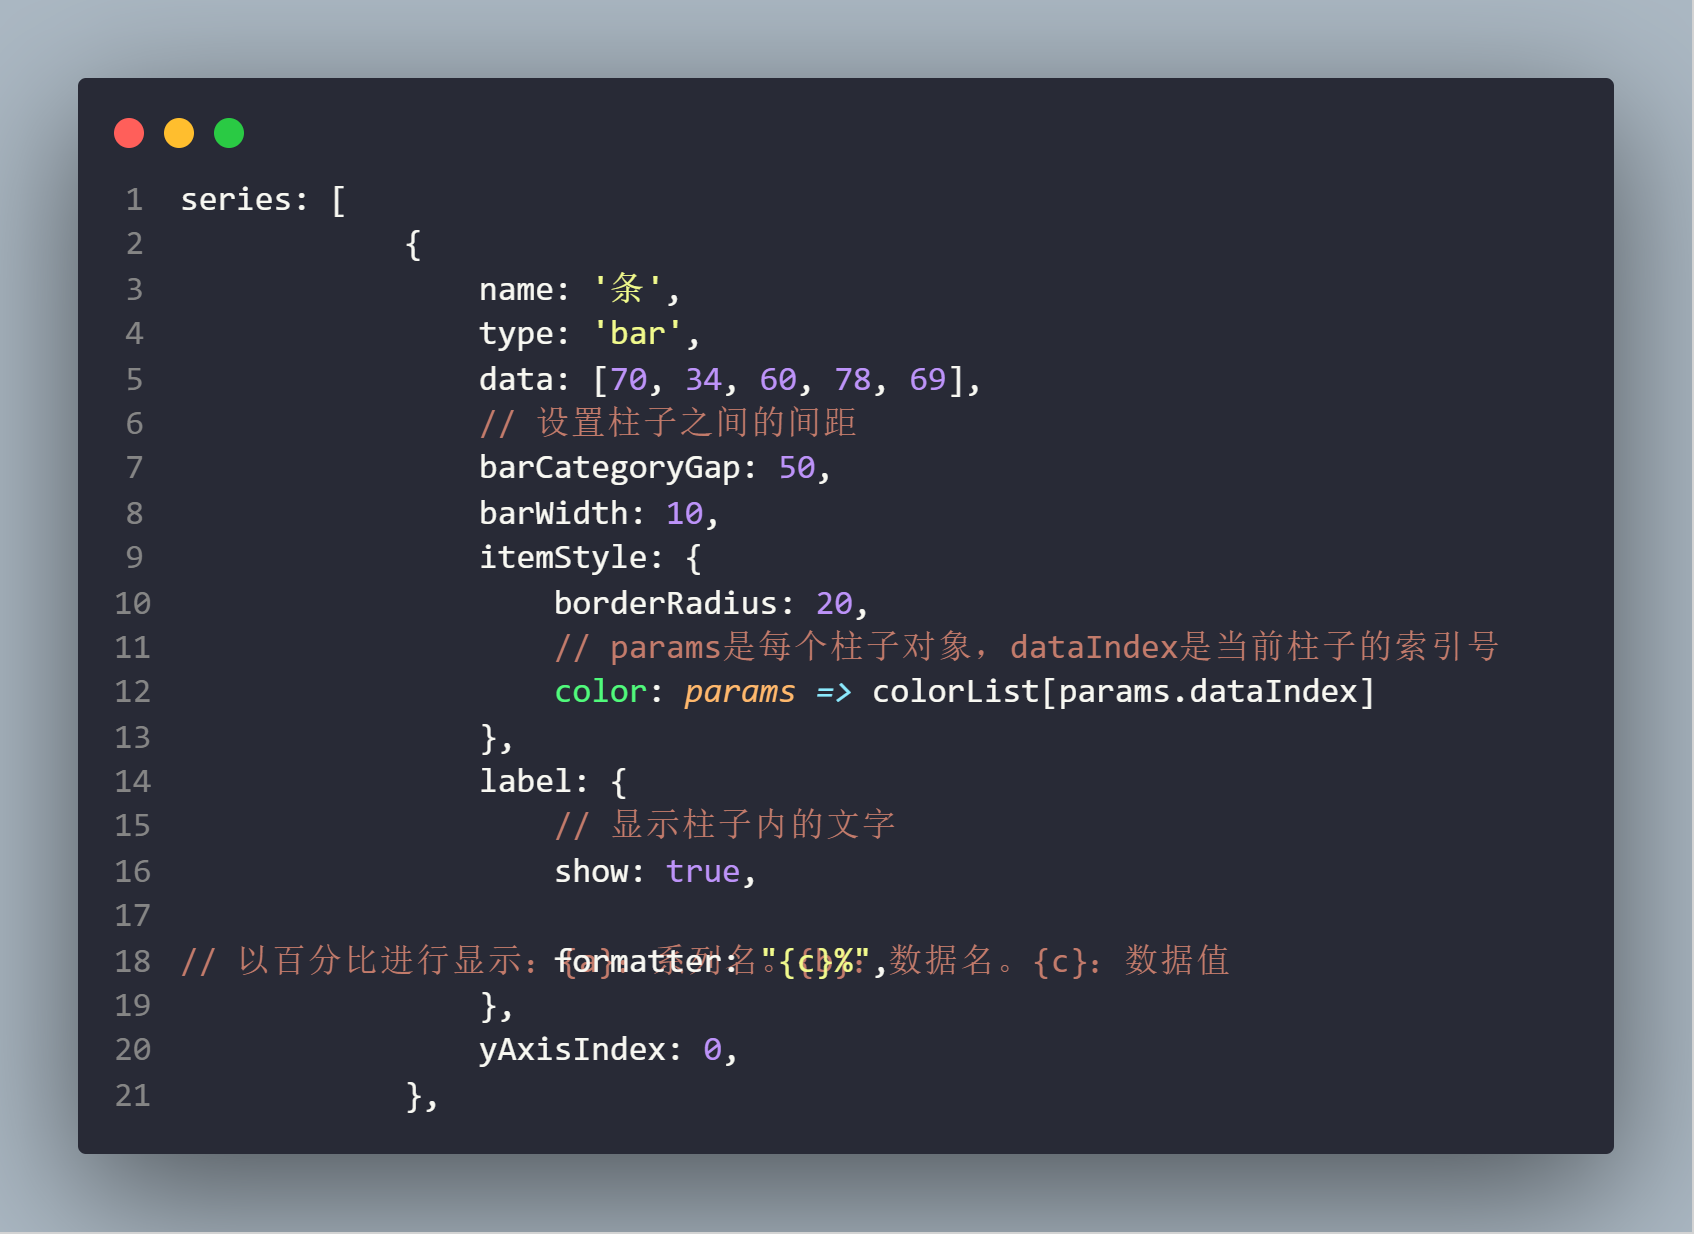 1 series: [
2 {
3 name: '条',
4 type: 'bar',
5 data: [70, 34, 60, 78, 69],
6 // 设置柱子之间的间距
7 barCategoryGap: 50,
8 barWidth: 10,
9 itemStyle: {
10 borderRadius: 20,
11 // params是每个柱子对象，dataIndex是当前柱子的索引号
12 color: params => colorList[params.dataIndex]
13 },
14 label: {
15 // 显示柱子内的文字
16 show: true,
17
18 // 以百分比进行显示：{a}：系列名。{b}：数据名。{c}：数据值
formatter: "{c}%",
19 },
20 yAxisIndex: 0,
21 },